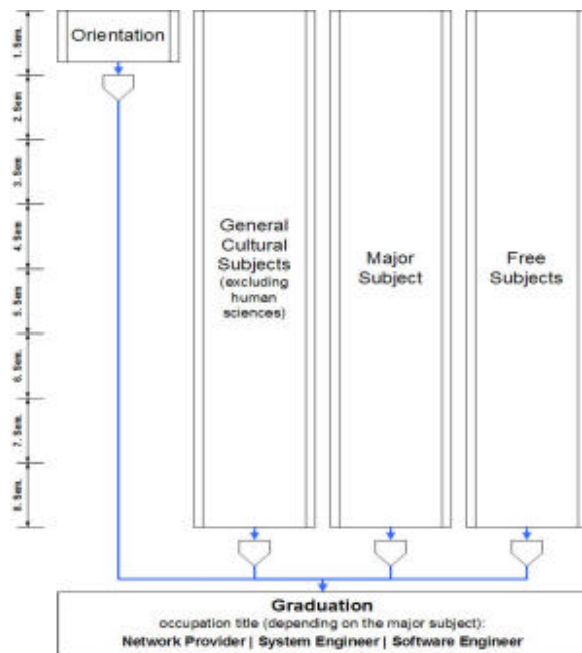 1. Sem.
2. Sem
3. Sem.
4. Sem
5. Sem
6. Sem.
7. Sem.
8. Sem.
Orientation
General
Cultural
Subjects
(excluding
human
sciences)
Major
Subject
Free
Subjects
Graduation
occupation title (depending on the major subject):
Network Provider | System Engineer | Software Engineer